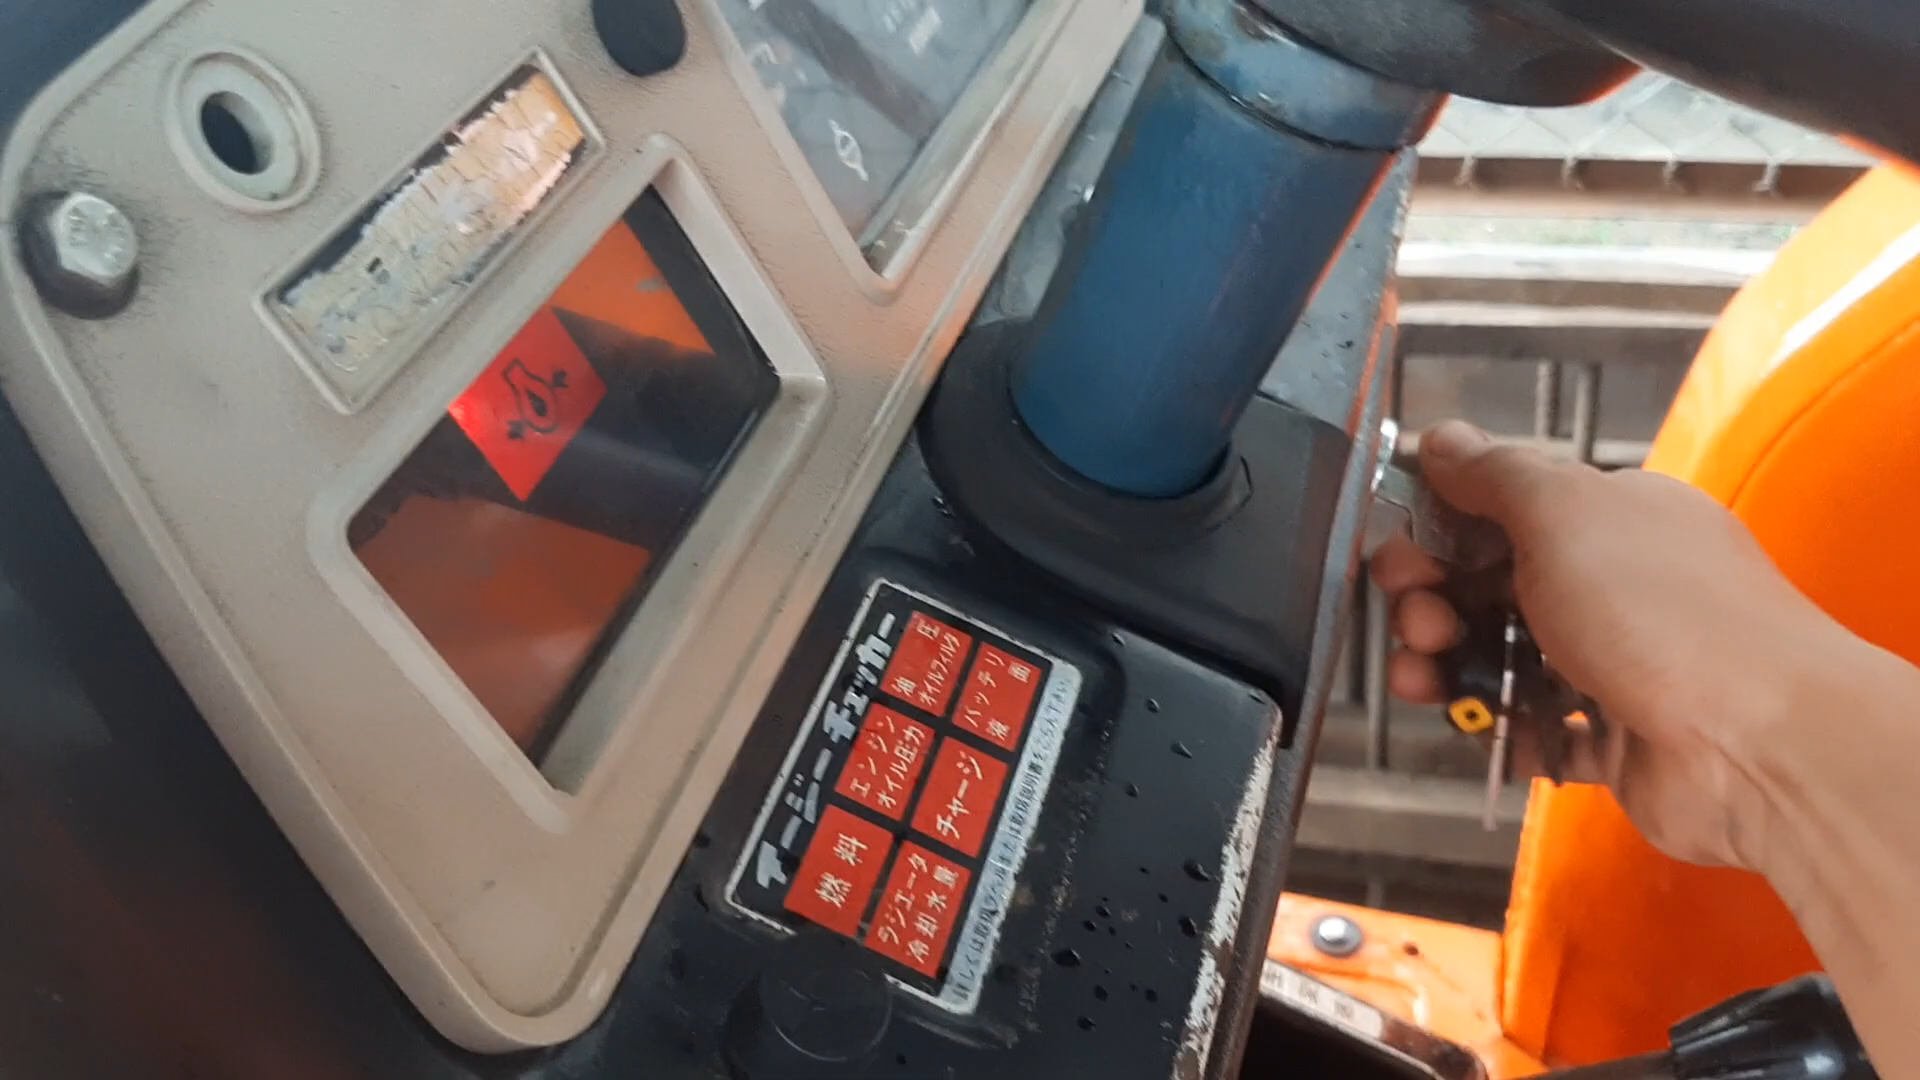 イージーチェッカー
油圧
オイルフィルタ
バッテリ
液面
エンジン
オイル圧力
チャージ
燃料
ラジエータ
冷却水量